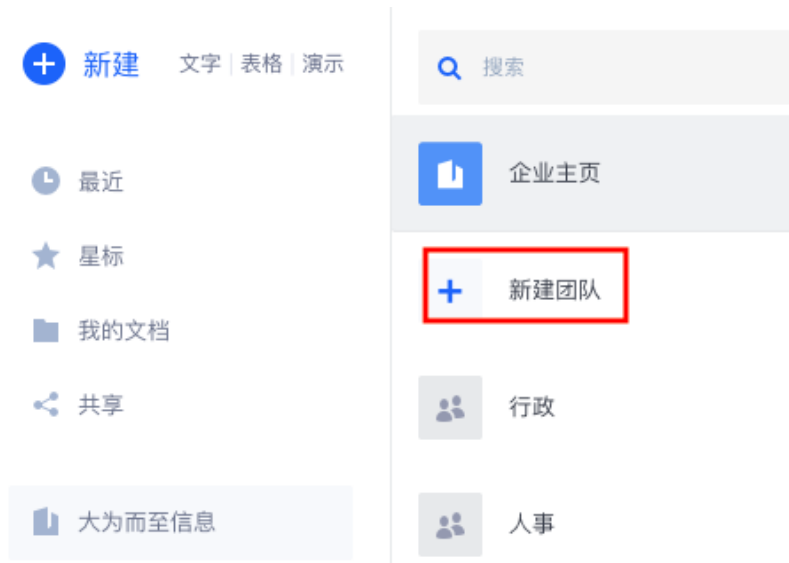 新建 文字 | 表格 | 演示
最近
星标
我的文档
共享
大为而至信息
搜索
企业主页
新建团队
行政
人事